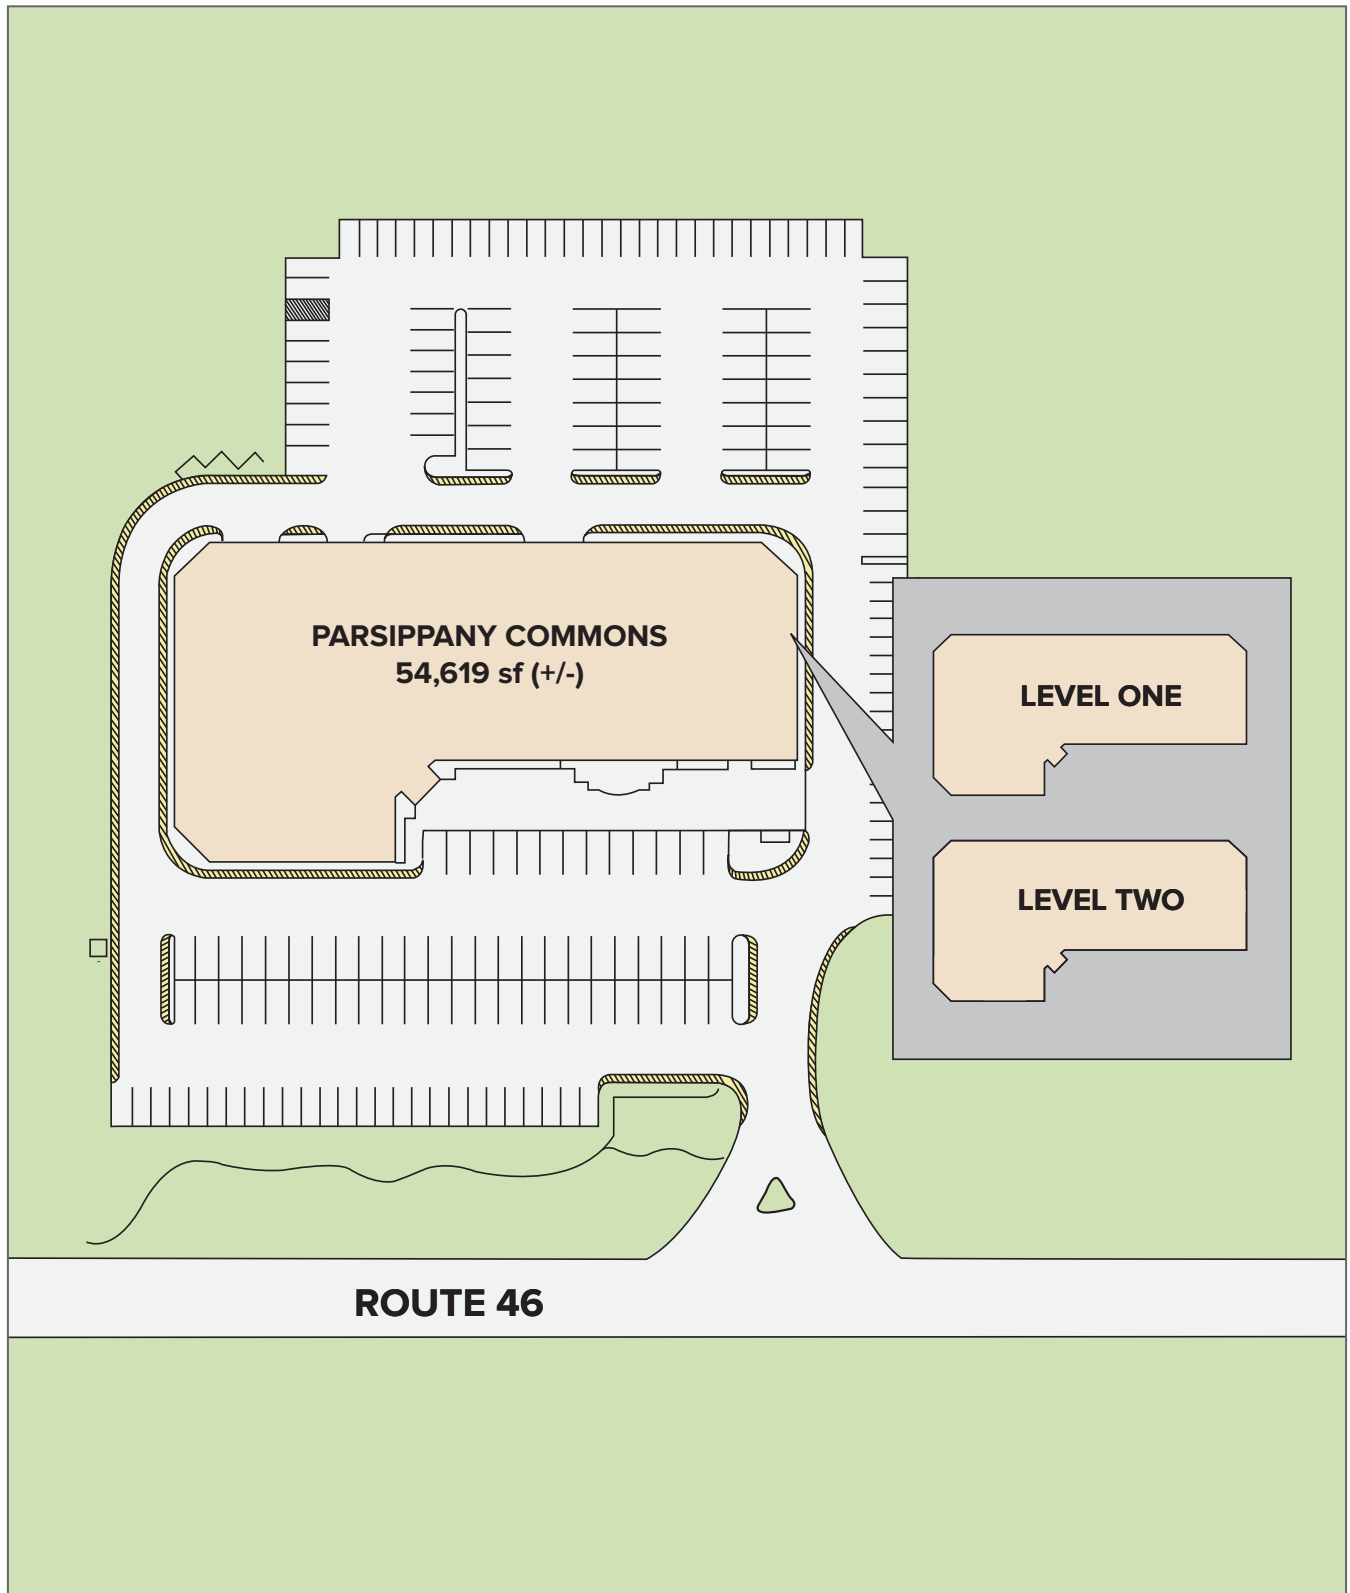 PARSIPPANY COMMONS
54,619 sf (+/-)
LEVEL ONE
LEVEL TWO
ROUTE 46